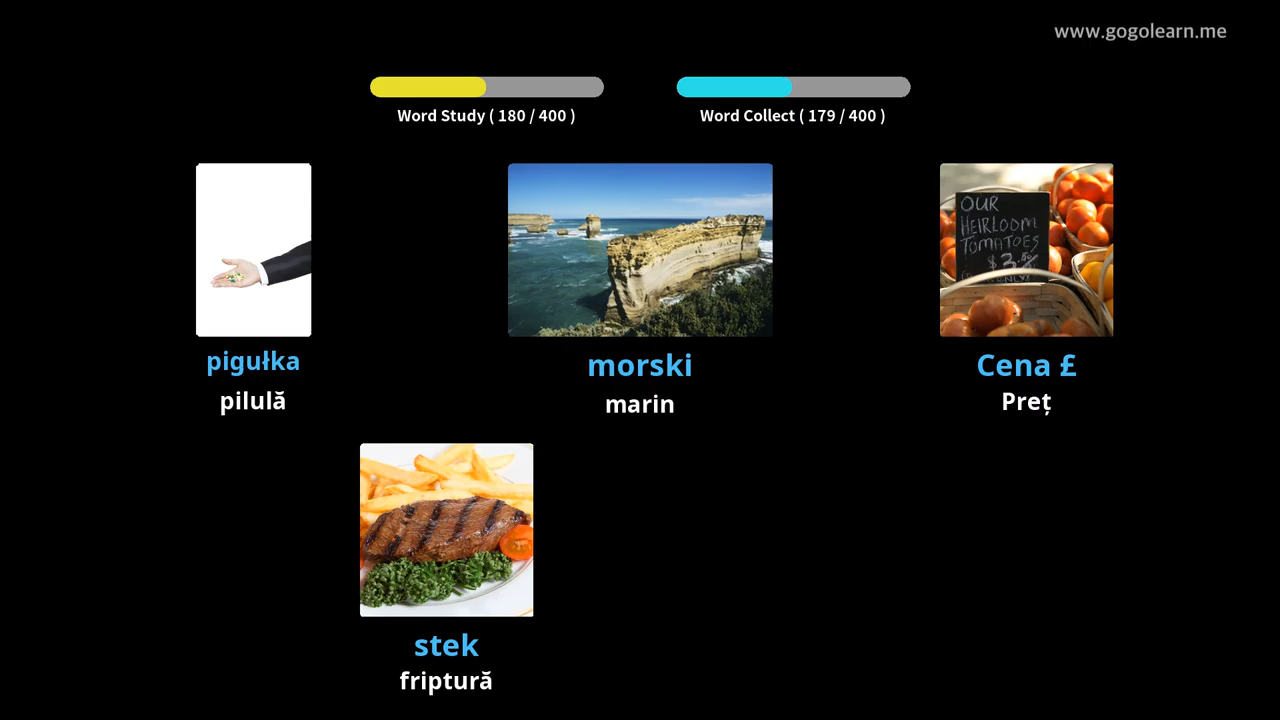 www.gogolearn.me
Word Study ( 180 / 400 )
Word Collect ( 179 / 400 )
OUR
HEIRLOOM
TOMATOES
pigułka
pilulă
morski
marin
Cena £
Preț
stek
friptură